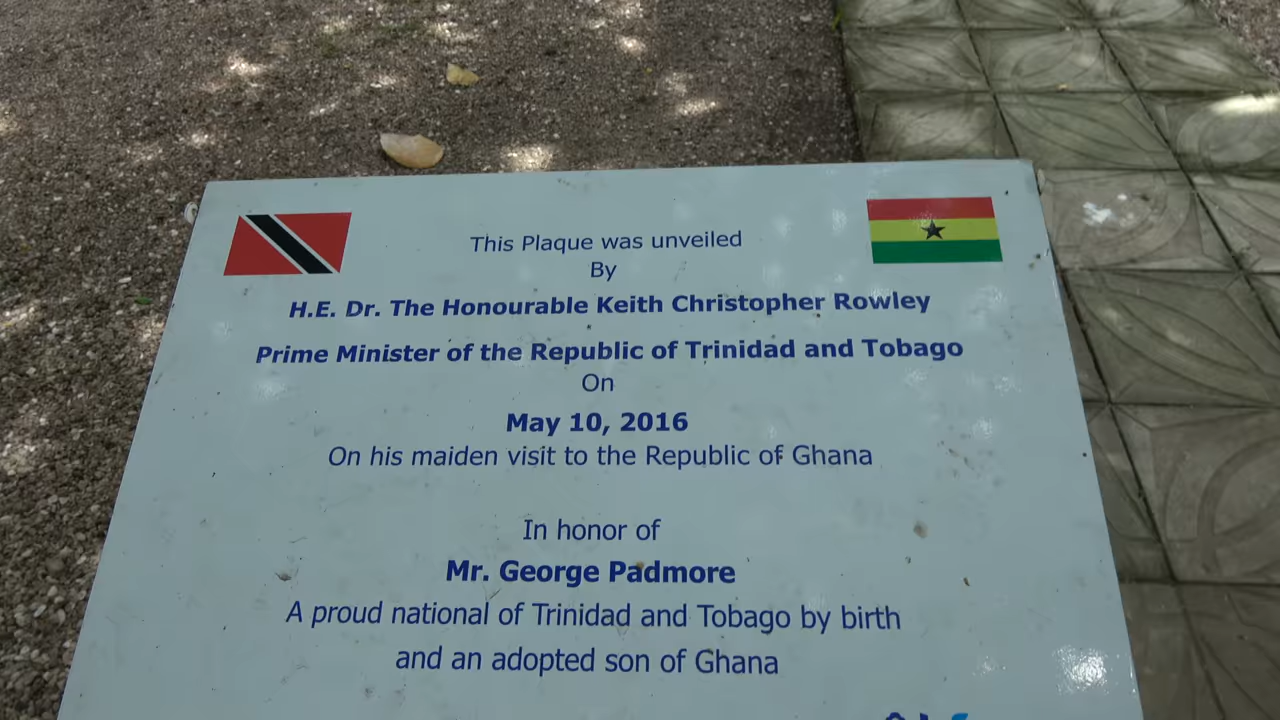 This Plaque was unveiled
By
H.E. Dr. The Honourable Keith Christopher Rowley
Prime Minister of the Republic of Trinidad and Tobago
On
May 10, 2016
On his maiden visit to the Republic of Ghana
In honor of
Mr. George Padmore
A proud national of Trinidad and Tobago by birth
and an adopted son of Ghana